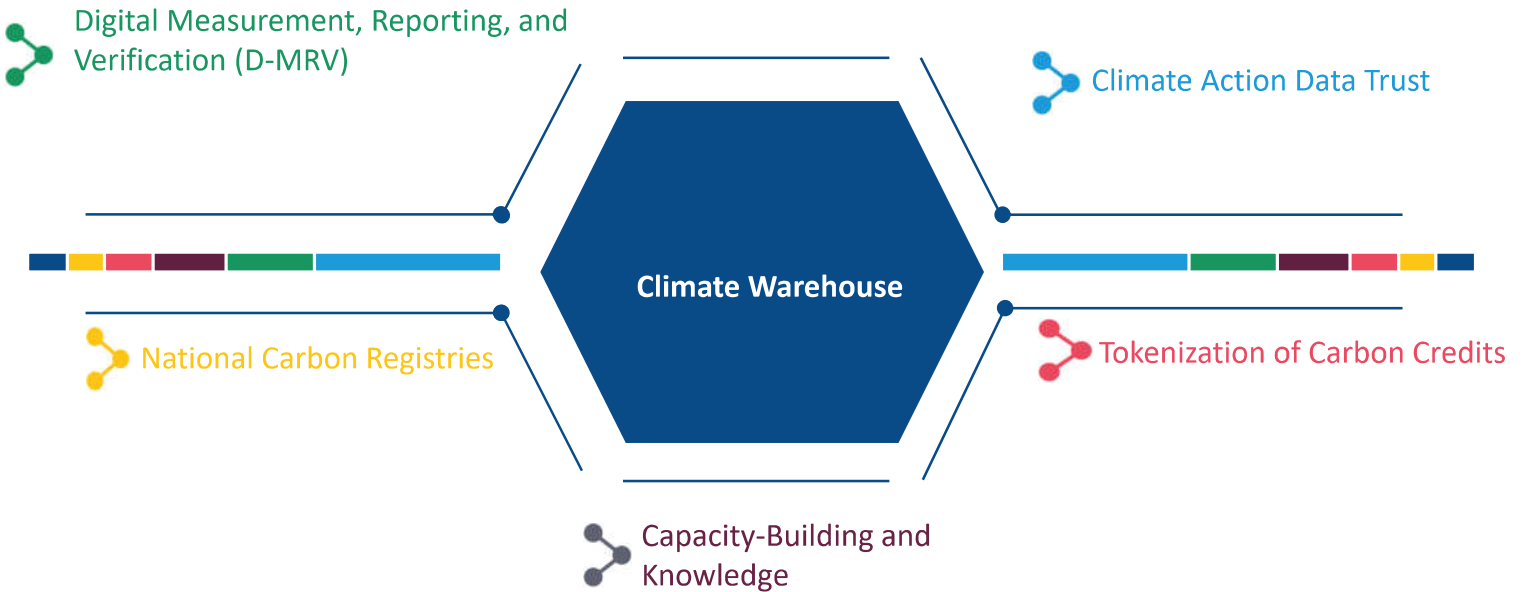 Digital Measurement, Reporting, and
Verification (D-MRV)
Climate Action Data Trust
Climate Warehouse
National Carbon Registries
Tokenization of Carbon Credits
Capacity-Building and
Knowledge